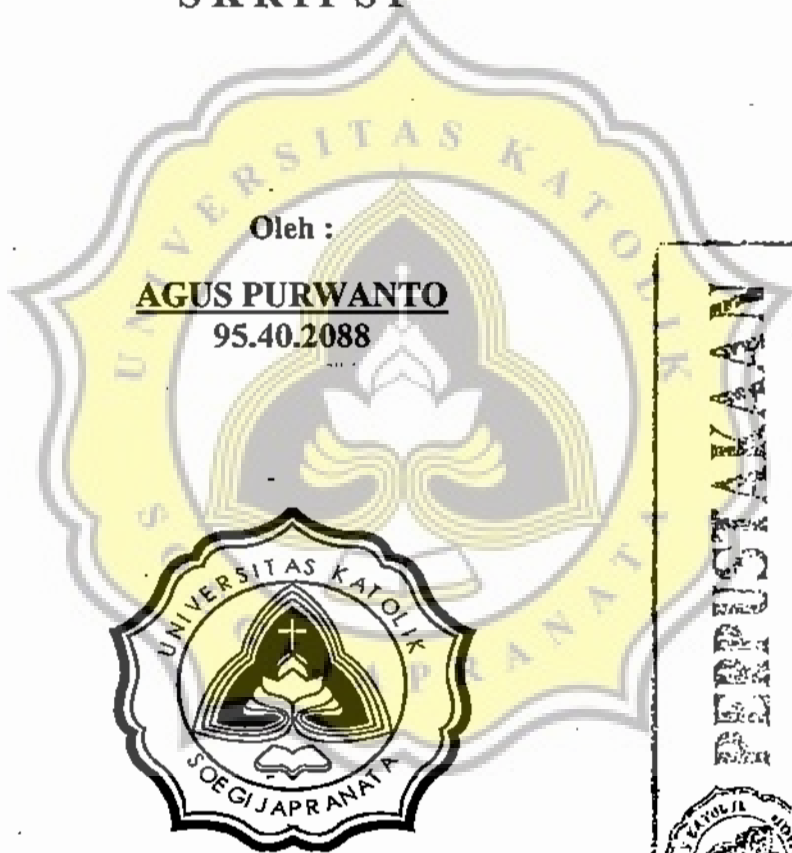 SKRIPSI
Oleh :
AGUS PURWANTO
95.40.2088
UNIVERSITAS KATOLIK
SOEGIJAPRANATA
UNIVERSITAS KATOLIK
SOEGIJAPRANATA
PERPUSTAKAAN